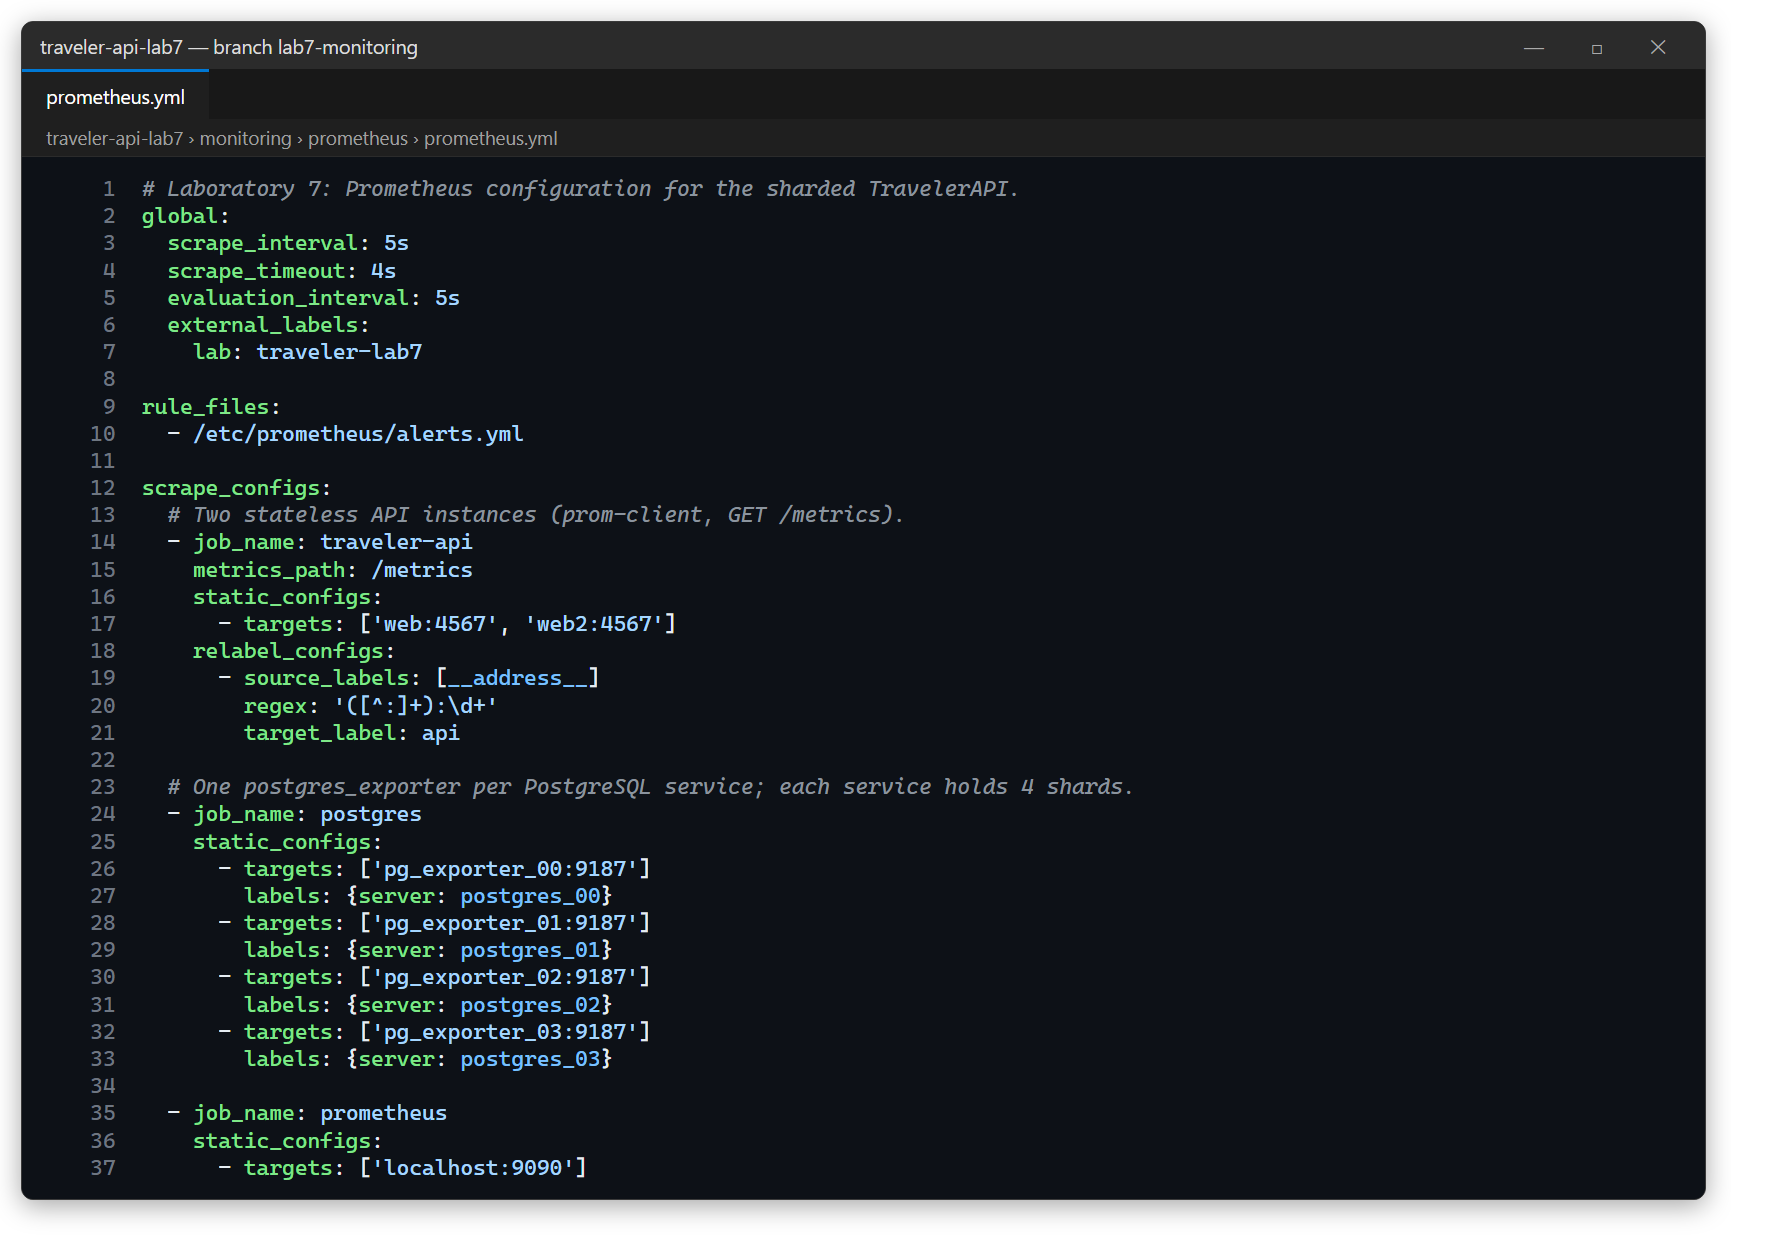 traveler-api-lab7 — branch lab7-monitoring
prometheus.yml
traveler-api-lab7 › monitoring › prometheus › prometheus.yml
1 # Laboratory 7: Prometheus configuration for the sharded TravelerAPI.
2 global:
3   scrape_interval: 5s
4   scrape_timeout: 4s
5   evaluation_interval: 5s
6   external_labels:
7     lab: traveler-lab7
8
9 rule_files:
10   - /etc/prometheus/alerts.yml
11
12 scrape_configs:
13   # Two stateless API instances (prom-client, GET /metrics).
14   - job_name: traveler-api
15     metrics_path: /metrics
16     static_configs:
17       - targets: ['web:4567', 'web2:4567']
18     relabel_configs:
19       - source_labels: [__address__]
20         regex: '([^:]+):\d+'
21         target_label: api
22
23   # One postgres_exporter per PostgreSQL service; each service holds 4 shards.
24   - job_name: postgres
25     static_configs:
26       - targets: ['pg_exporter_00:9187']
27         labels: {server: postgres_00}
28       - targets: ['pg_exporter_01:9187']
29         labels: {server: postgres_01}
30       - targets: ['pg_exporter_02:9187']
31         labels: {server: postgres_02}
32       - targets: ['pg_exporter_03:9187']
33         labels: {server: postgres_03}
34
35   - job_name: prometheus
36     static_configs:
37       - targets: ['localhost:9090']